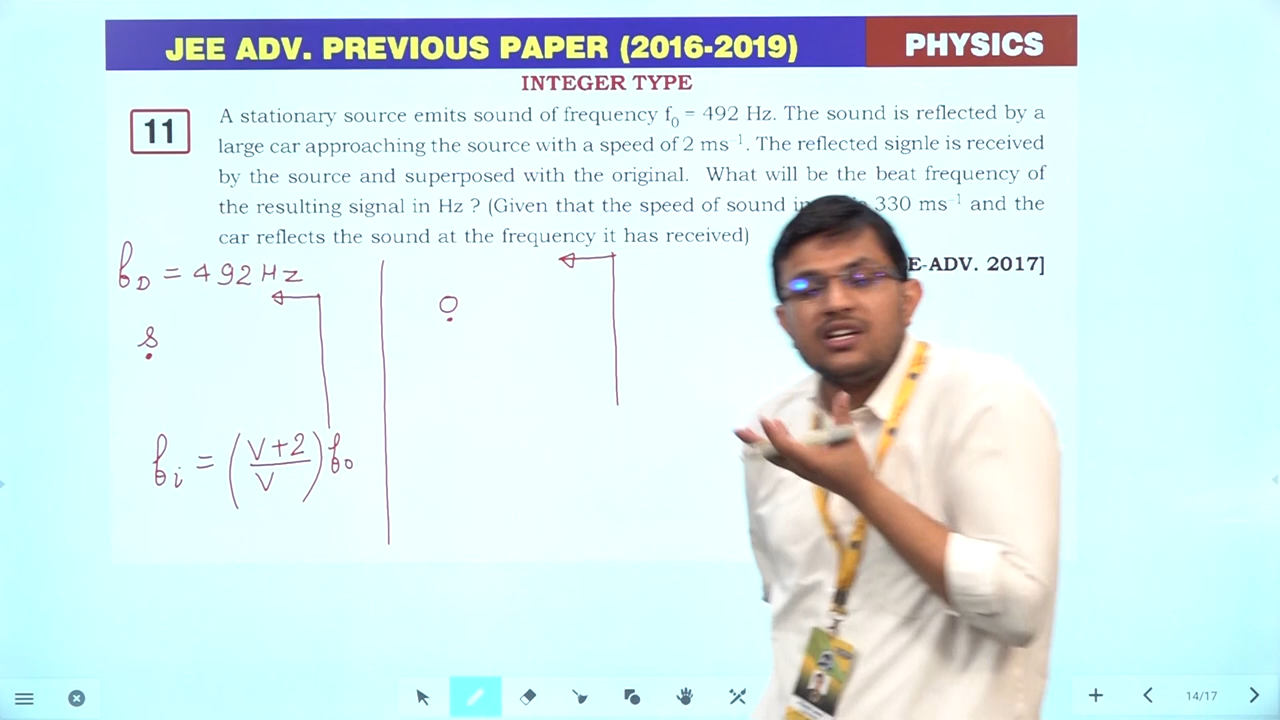 JEE ADV. PREVIOUS PAPER (2016-2019)
PHYSICS
INTEGER TYPE
11
A stationary source emits sound of frequency f₀ = 492 Hz. The sound is reflected by a
large car approaching the source with a speed of 2 ms⁻¹. The reflected signle is received
by the source and superposed with the original. What will be the beat frequency of
the resulting signal in Hz ? (Given that the speed of sound in 330 ms⁻¹ and the
car reflects the sound at the frequency it has received)
E-ADV. 2017]
f₀ = 492 Hz
S
O
fᵢ = (V+2/V) f₀
14/17